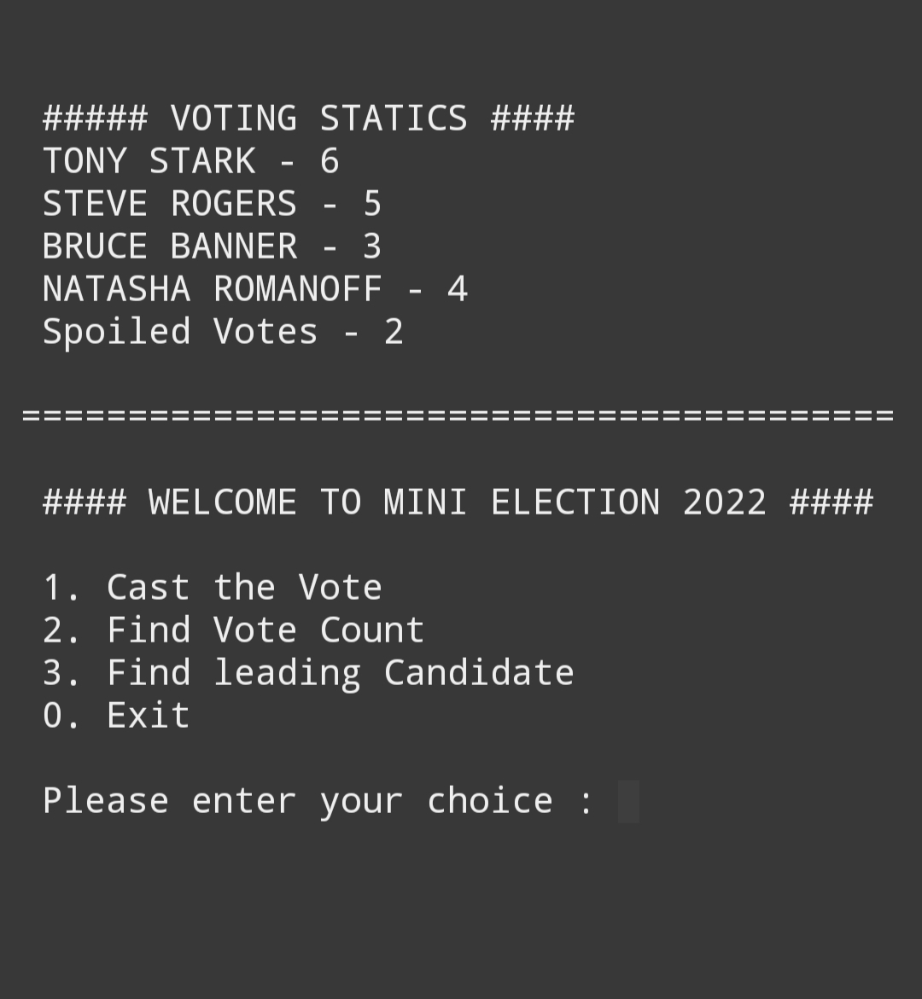 ##### VOTING STATICS ####
TONY STARK - 6
STEVE ROGERS - 5
BRUCE BANNER - 3
NATASHA ROMANOFF - 4
Spoiled Votes - 2
=========================================
#### WELCOME TO MINI ELECTION 2022 ####
1. Cast the Vote
2. Find Vote Count
3. Find leading Candidate
0. Exit
Please enter your choice :